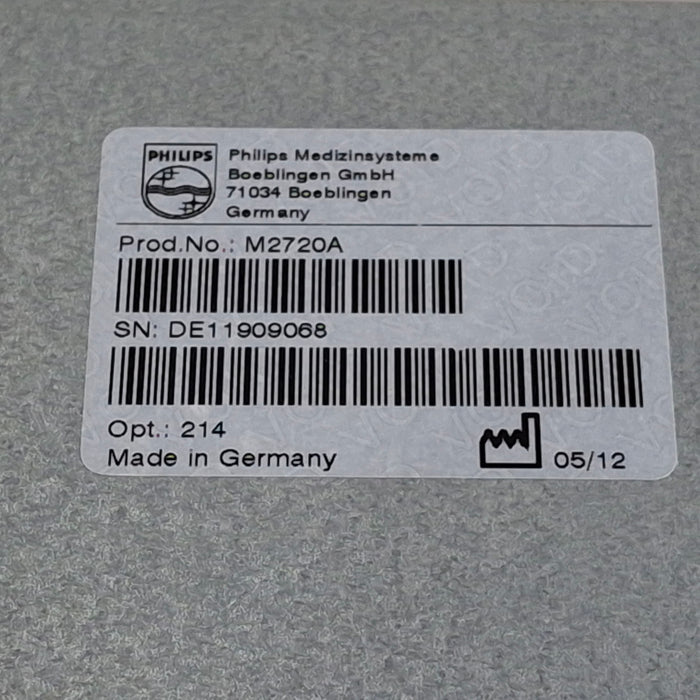 PHILIPS
Philips Medizinsysteme
Boeblingen GmbH
71034 Boeblingen
Germany
Prod.No.: M2720A
SN: DE11909068
Opt.: 214
Made in Germany
05/12
VOID